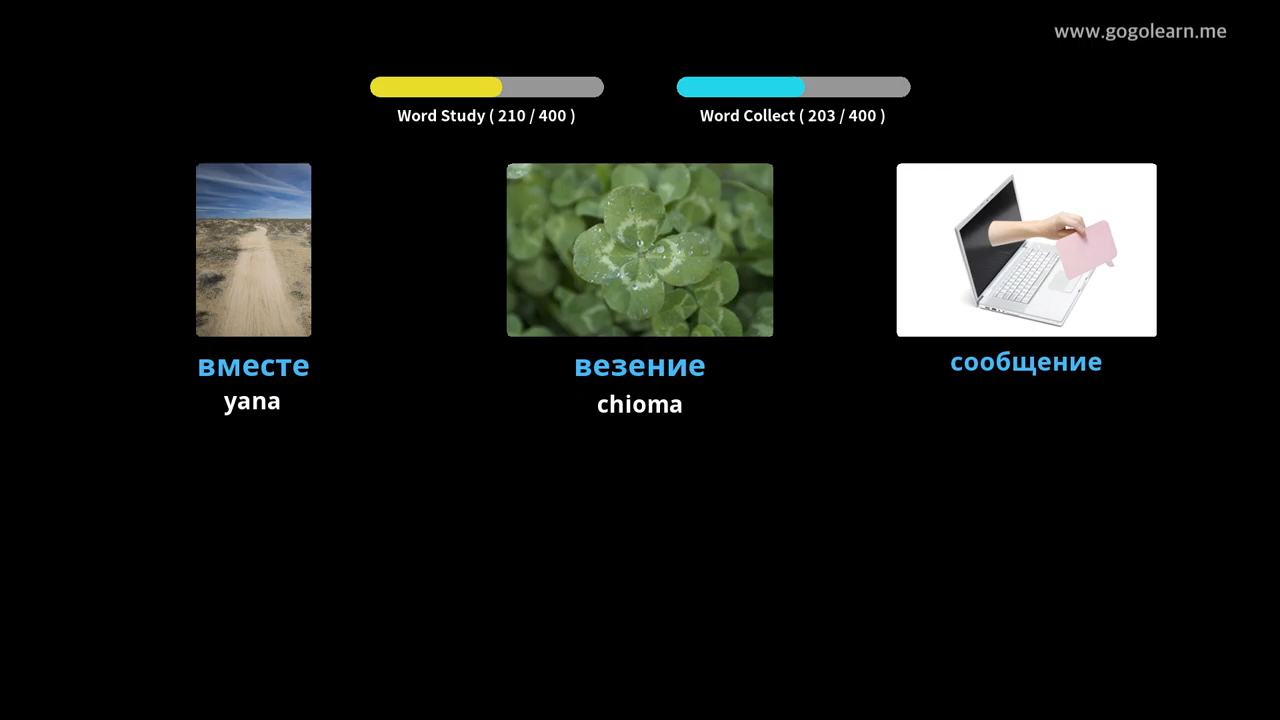 www.gogolearn.me
Word Study ( 210 / 400 )
Word Collect ( 203 / 400 )
вместе
yana
везение
chioma
сообщение